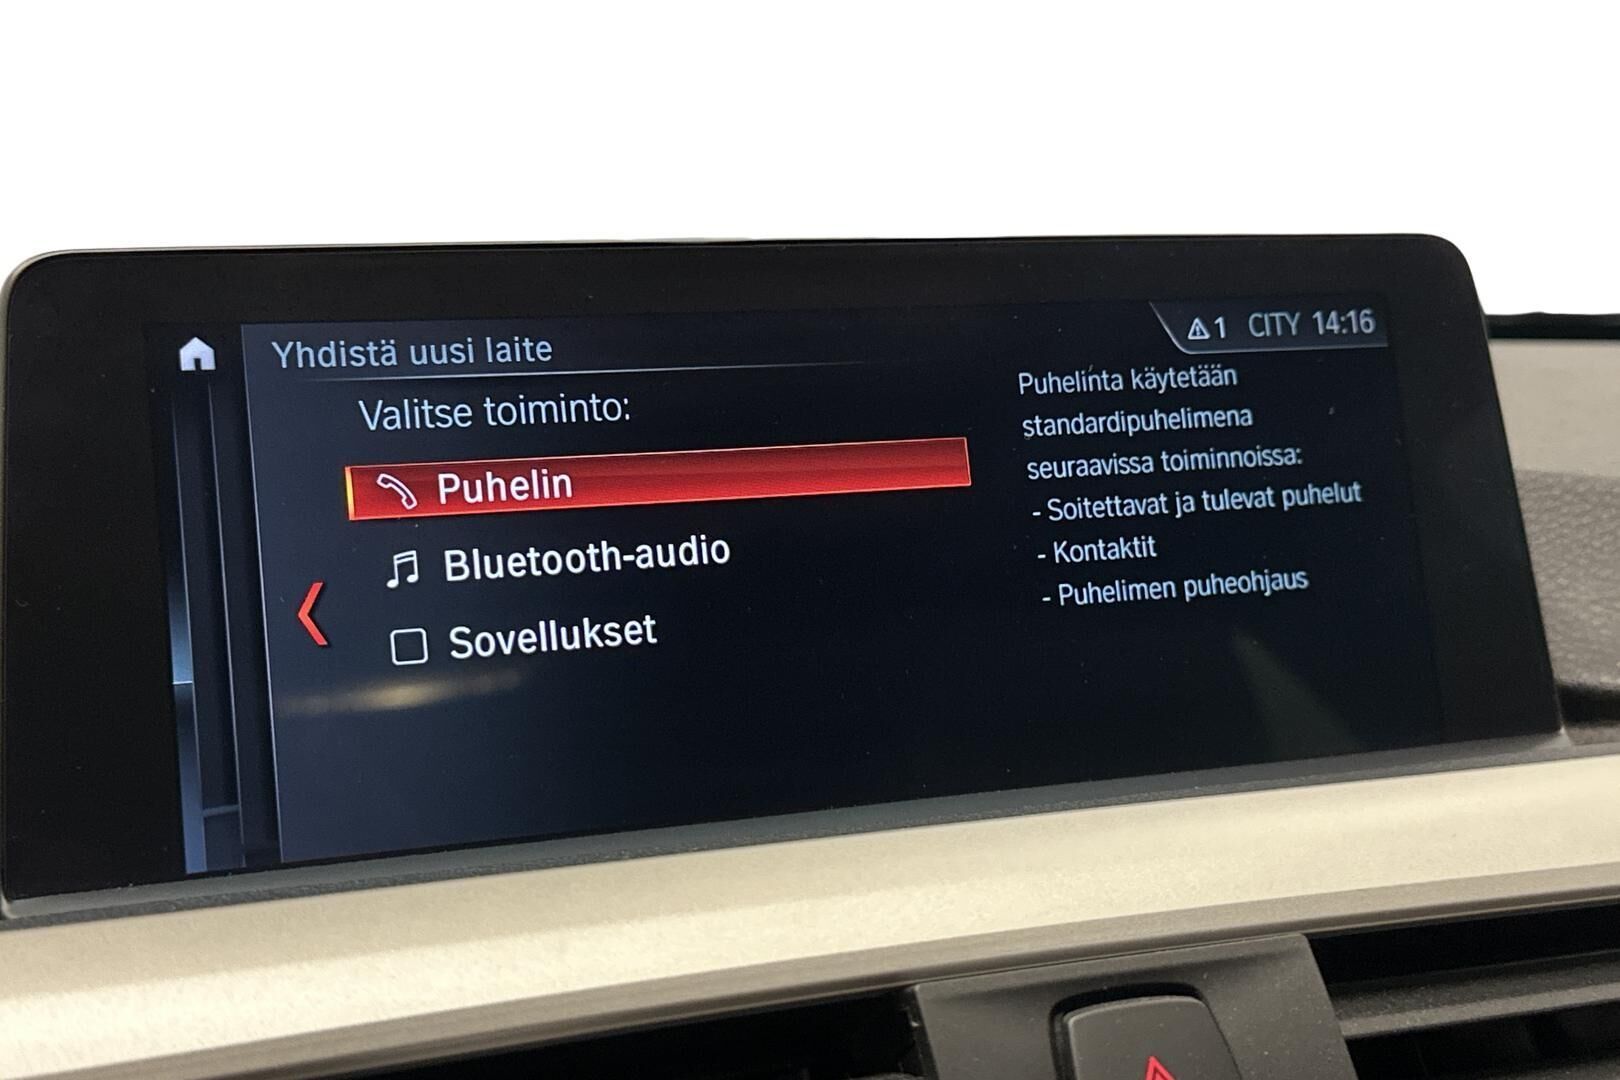 Yhdistä uusi laite
1 CITY 14:16
Valitse toiminto:
Puhelin
Bluetooth-audio
Sovellukset
Puhelinta käytetään
standardipuhelimena
seuraavissa toiminnoissa:
- Soitettavat ja tulevat puhelut
- Kontaktit
- Puhelimen puheohjaus